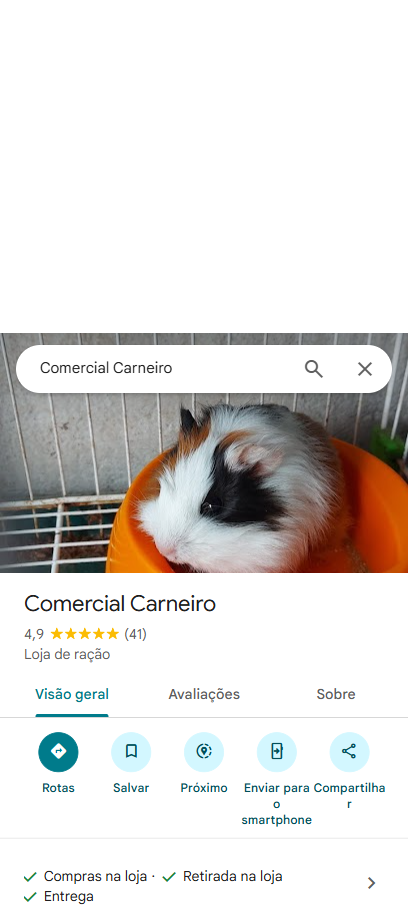 Comercial Carneiro
Comercial Carneiro
4,9 ★★★★★ (41)
Loja de ração
Visão geral Avaliações Sobre
Rotas Salvar Próximo Enviar para o smartphone Compartilhar
Compras na loja · Retirada na loja
Entrega